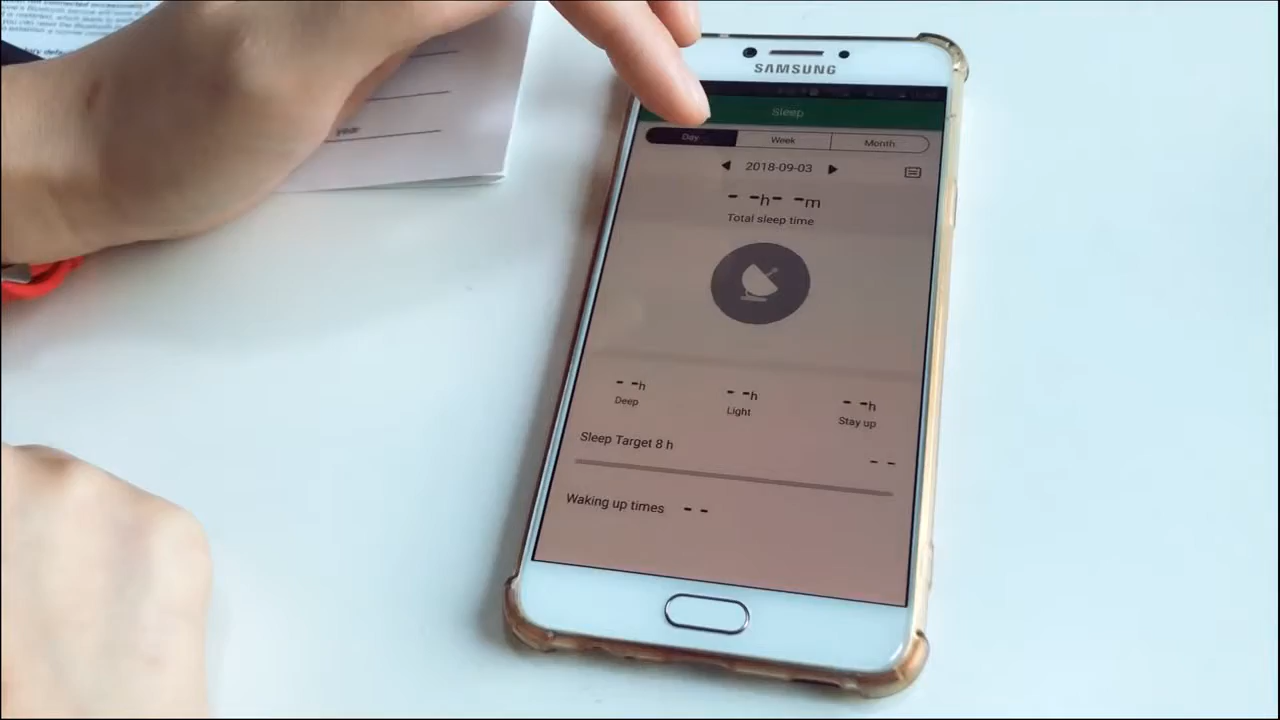 year
SAMSUNG
Sleep
Day Week Month
2018-09-03
- -h- -m
Total sleep time
- -h - -h - -h
Deep Light Stay up
Sleep Target 8 h
- -
Waking up times - -